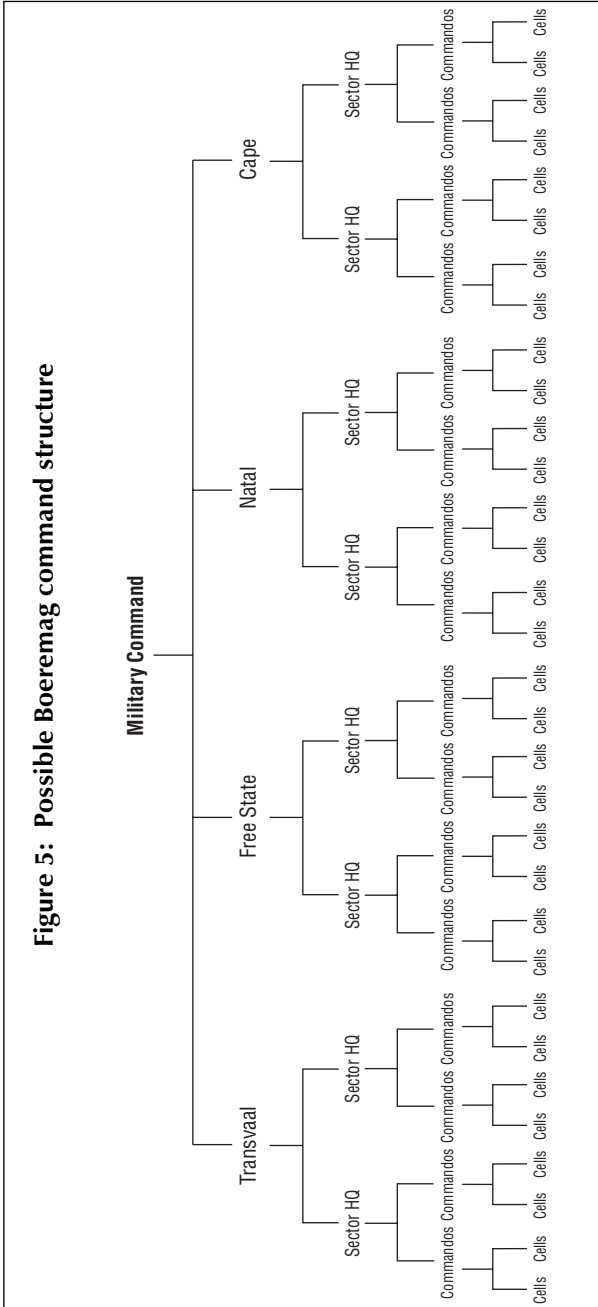 Figure 5: Possible Boeremag command structure
Military Command
Transvaal Free State Natal Cape
Sector HQ Sector HQ Sector HQ Sector HQ Sector HQ Sector HQ Sector HQ Sector HQ
Commandos Commandos Commandos Commandos Commandos Commandos Commandos Commandos Commandos Commandos Commandos Commandos Commandos Commandos Commandos Commandos
Cells Cells Cells Cells Cells Cells Cells Cells Cells Cells Cells Cells Cells Cells Cells Cells Cells Cells Cells Cells Cells Cells Cells Cells Cells Cells Cells Cells Cells Cells Cells Cells